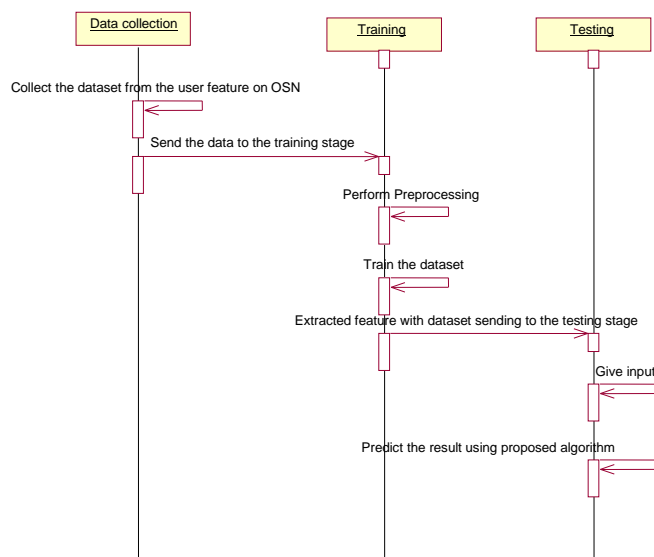 Data collection
Training
Testing
Collect the dataset from the user feature on OSN
Send the data to the training stage
Perform Preprocessing
Train the dataset
Extracted feature with dataset sending to the testing stage
Give input
Predict the result using proposed algorithm